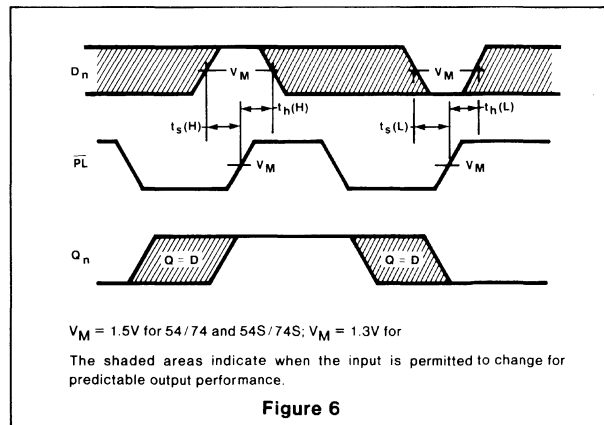 Dn VM VM
ts(H) th(H) ts(L) th(L)
PL VM VM
Qn Q = D Q = D
VM = 1.5V for 54/74 and 54S/74S; VM = 1.3V for
The shaded areas indicate when the input is permitted to change for
predictable output performance.
Figure 6